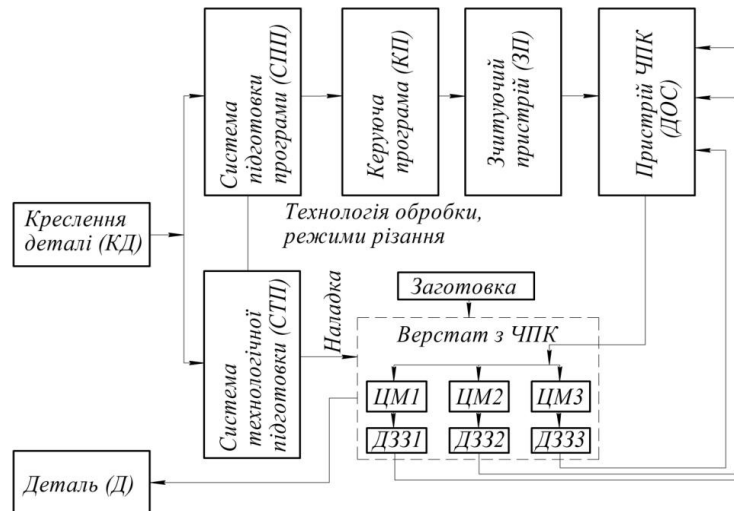 Система
підготовки
програми (СПП)
Керуюча
програма (КП)
Зчитуючий
пристрій (ЗП)
Пристрій ЧПК
(ДОС)
Креслення
деталі (КД)
Технологія обробки,
режими різання
Система
технологічної
підготовки (СТП)
Наладка
Заготовка
Верстат з ЧПК
ЦМ1
ЦМ2
ЦМ3
ДЗЗ1
ДЗЗ2
ДЗЗ3
Деталь (Д)